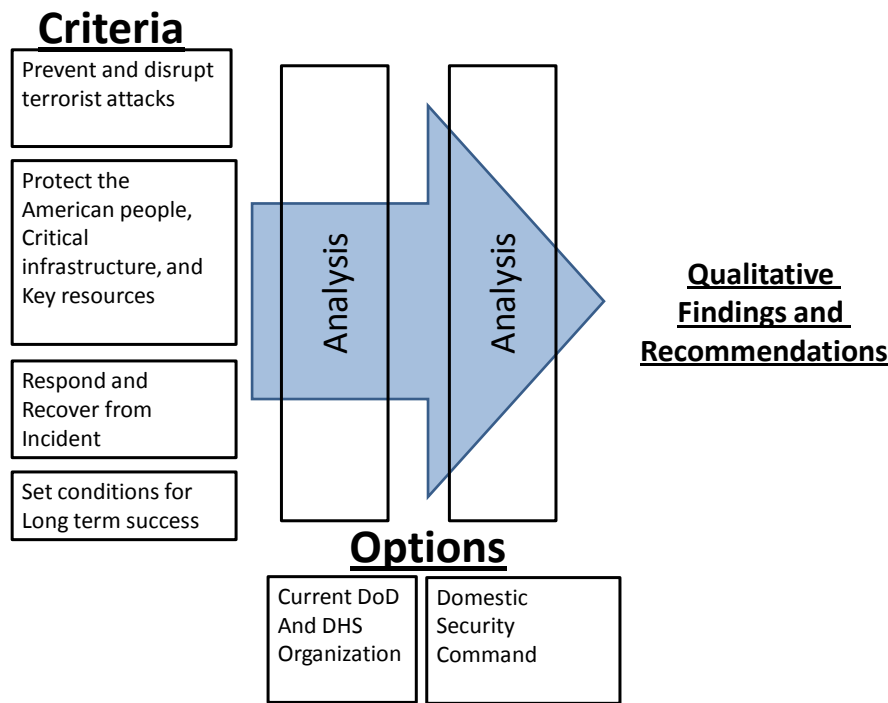 Criteria
Prevent and disrupt
terrorist attacks
Protect the
American people,
Critical
infrastructure, and
Key resources
Respond and
Recover from
Incident
Set conditions for
Long term success
Analysis
Analysis
Qualitative
Findings and
Recommendations
Options
Current DoD
And DHS
Organization
Domestic
Security
Command